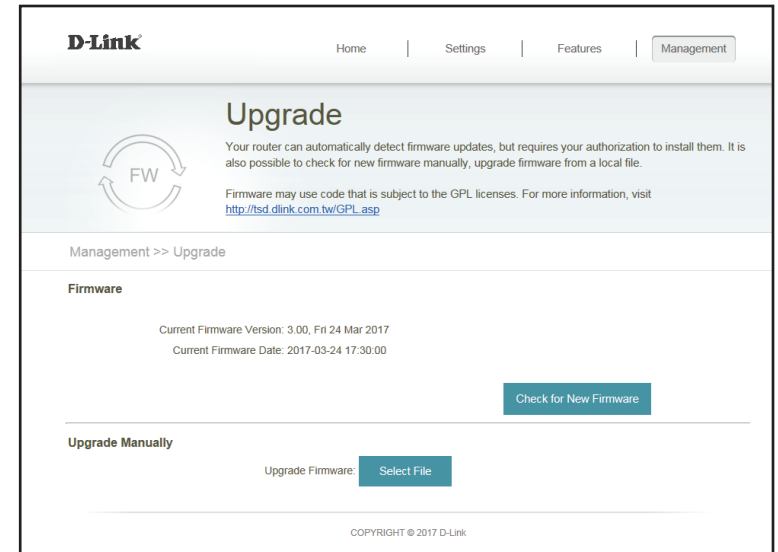 D-Link
Home | Settings | Features | Management
Upgrade
Your router can automatically detect firmware updates, but requires your authorization to install them. It is
also possible to check for new firmware manually, upgrade firmware from a local file.
FW
Firmware may use code that is subject to the GPL licenses. For more information, visit
http://tsd.dlink.com.tw/GPL.asp
Management >> Upgrade
Firmware
Current Firmware Version: 3.00, Fri 24 Mar 2017
Current Firmware Date: 2017-03-24 17:30:00
Check for New Firmware
Upgrade Manually
Upgrade Firmware: Select File
COPYRIGHT © 2017 D-Link